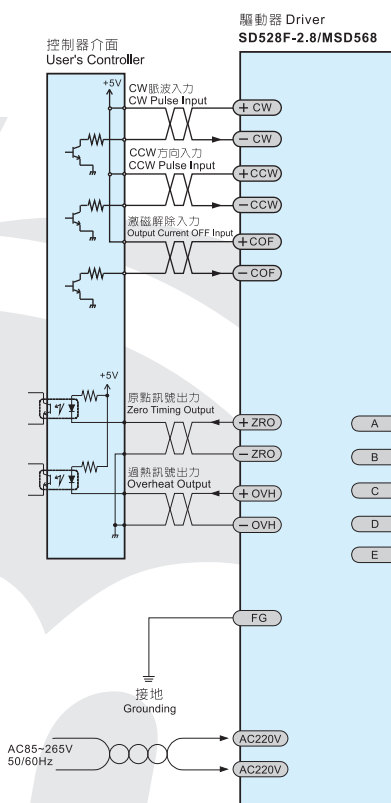 驅動器 Driver
SD528F-2.8/MSD568
控制器介面
User's Controller
+5V
CW脈波入力
CW Pulse Input
+ CW
− CW
CCW方向入力
CCW Pulse Input
+CCW
−CCW
激磁解除入力
Output Current OFF Input
+COF
−COF
+5V
原點訊號出力
Zero Timing Output
+ ZRO
− ZRO
過熱訊號出力
Overheat Output
+ OVH
− OVH
A
B
C
D
E
FG
接地
Grounding
AC85~265V
50/60Hz
AC220V
AC220V